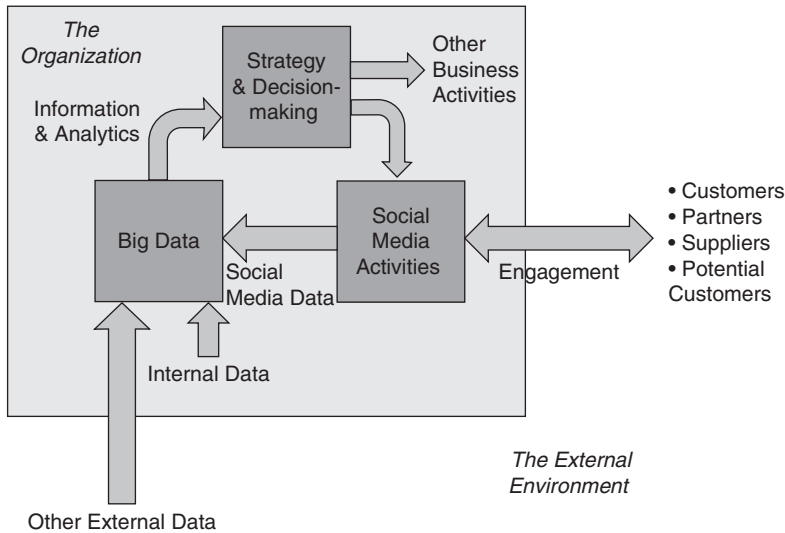 The
Organization
Strategy
& Decision-
making
Other
Business
Activities
Information
& Analytics
Big Data
Social
Media
Activities
Social
Media Data
Engagement
• Customers
• Partners
• Suppliers
• Potential
Customers
Internal Data
The External
Environment
Other External Data